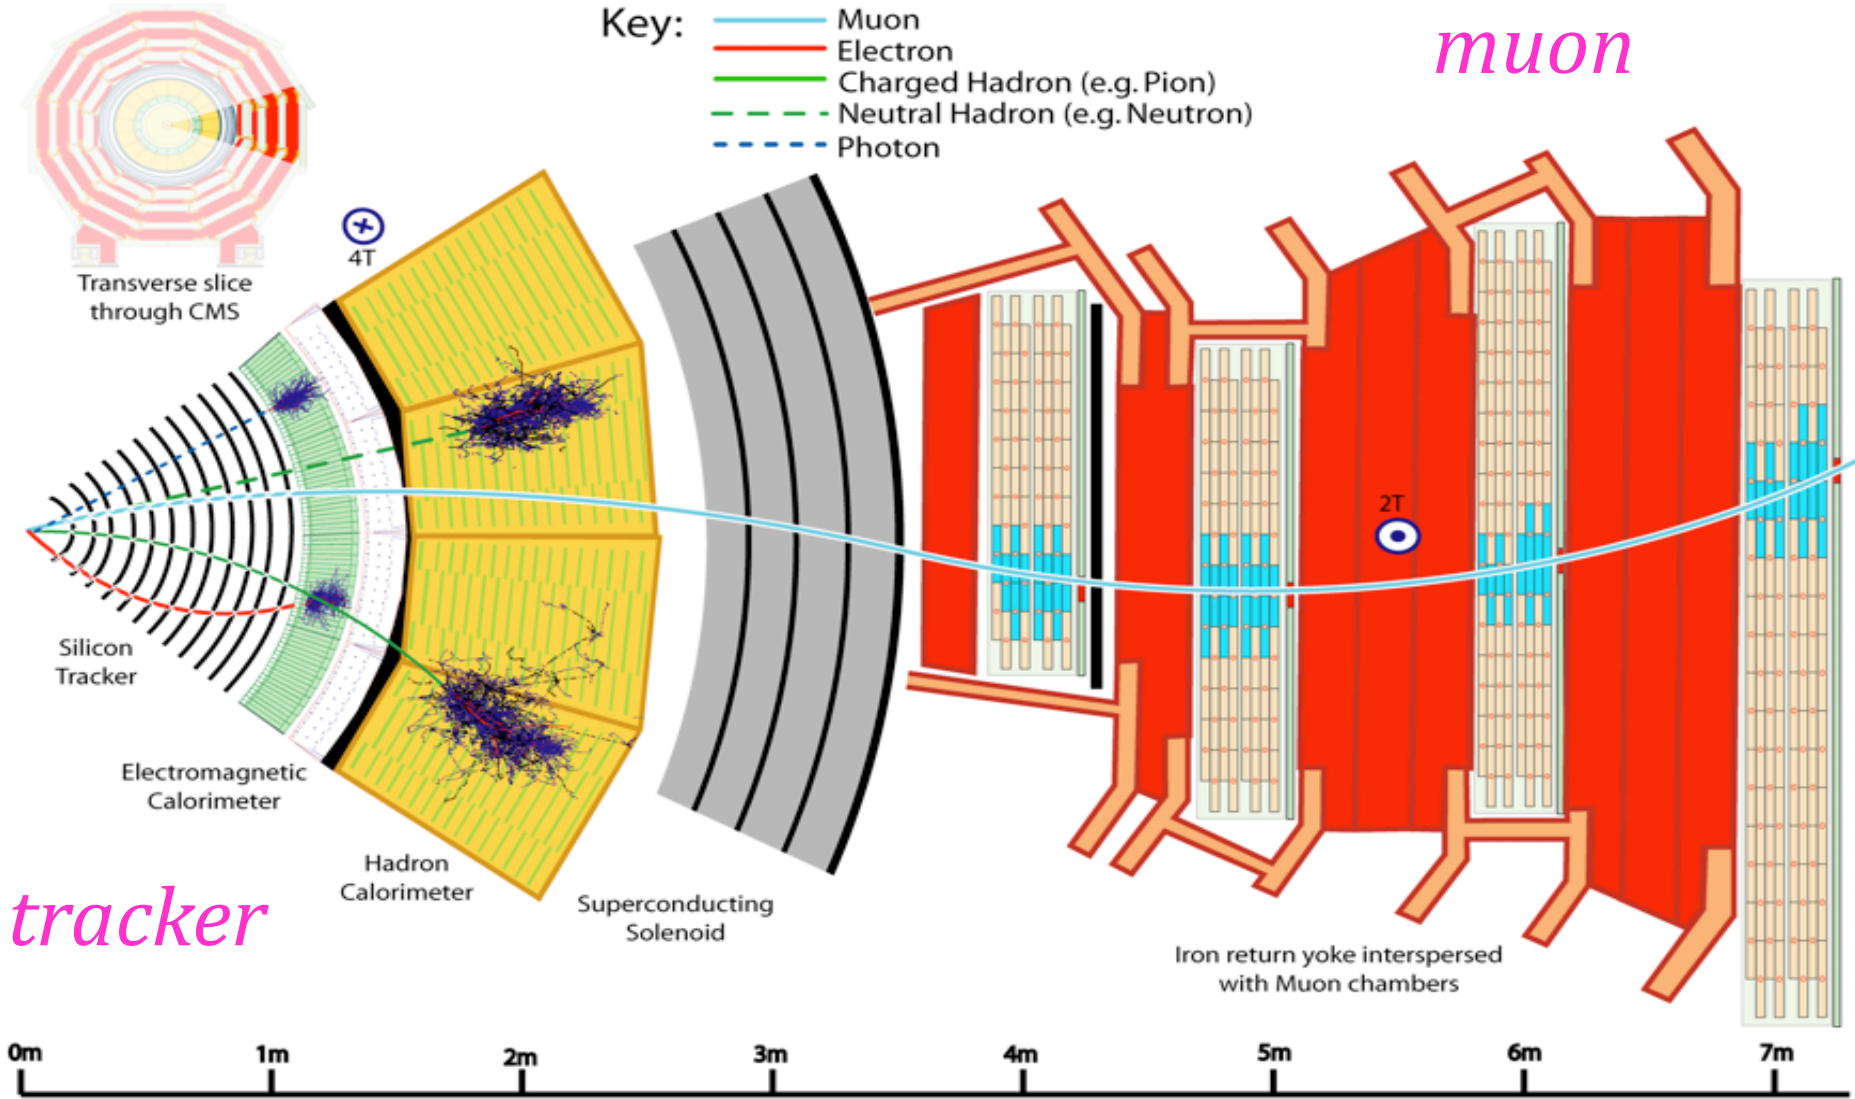 Key:
Muon
Electron
Charged Hadron (e.g. Pion)
Neutral Hadron (e.g. Neutron)
Photon
muon
Transverse slice
through CMS
4T
2T
Silicon
Tracker
Electromagnetic
Calorimeter
Hadron
Calorimeter
Superconducting
Solenoid
tracker
Iron return yoke interspersed
with Muon chambers
0m 1m 2m 3m 4m 5m 6m 7m